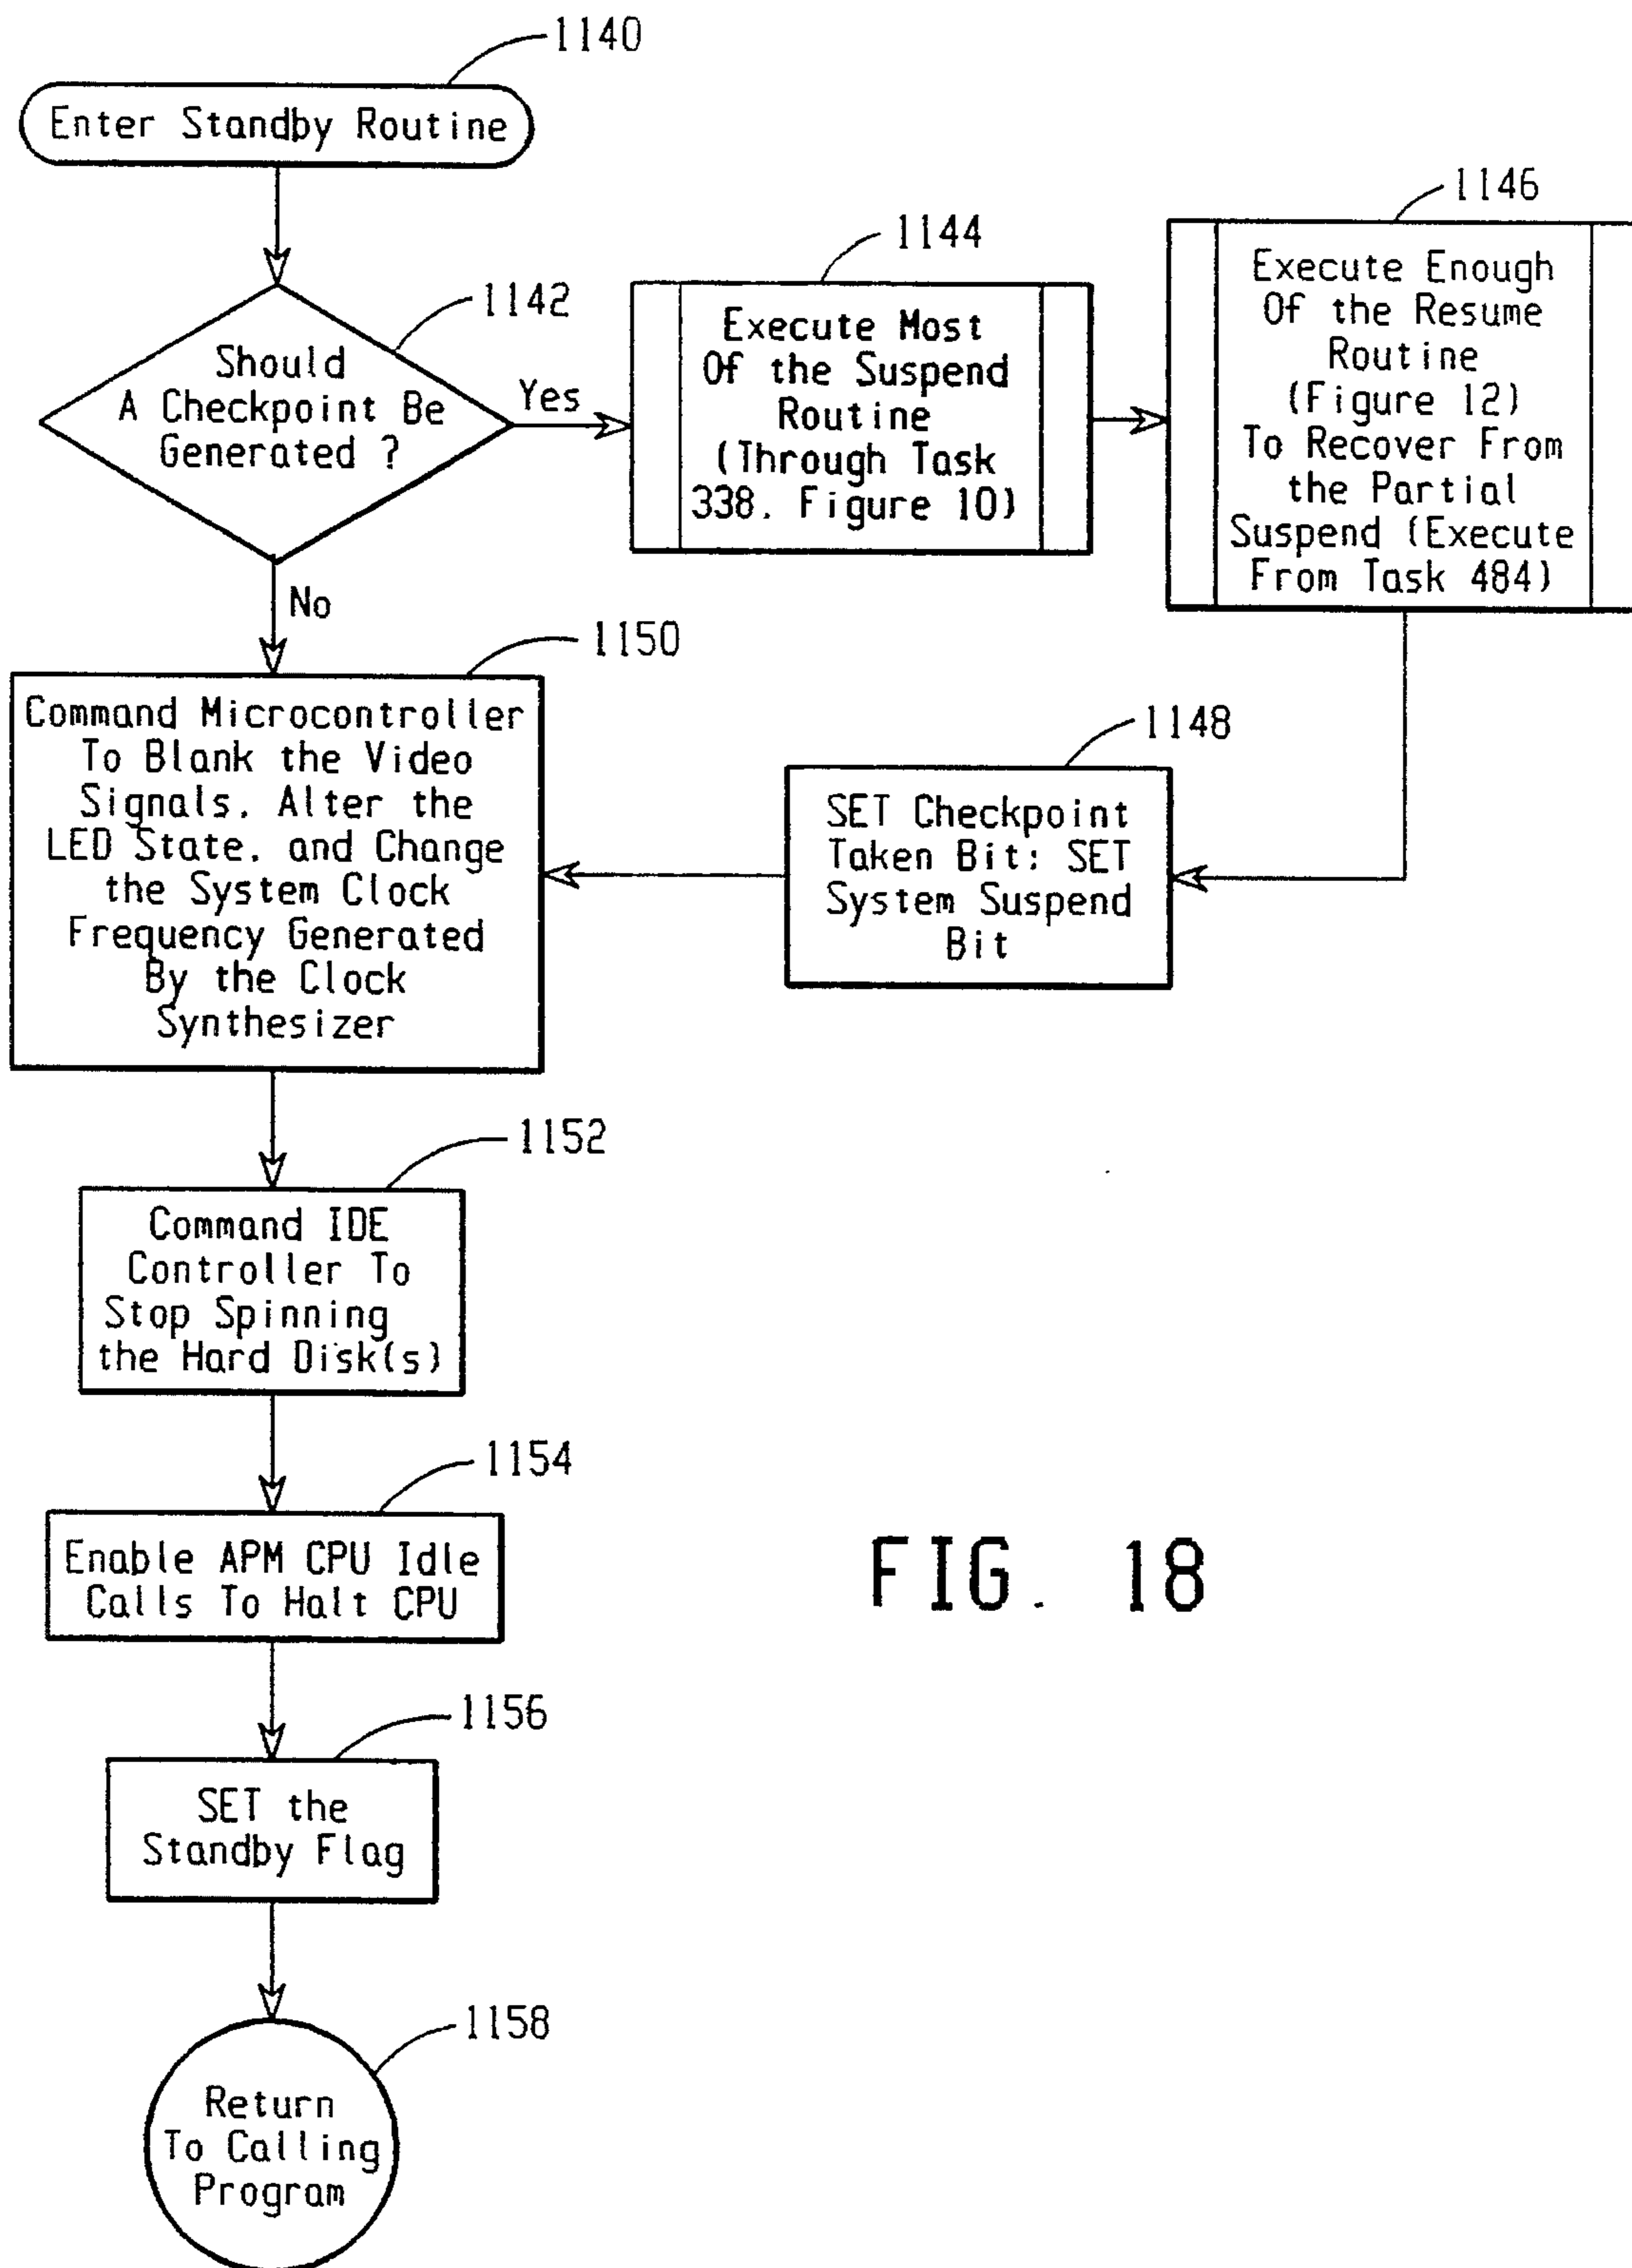 1140
Enter Standby Routine
1142
Should
A Checkpoint Be
Generated ?
Yes
No
1144
Execute Most
Of the Suspend
Routine
(Through Task
338. Figure 10)
1146
Execute Enough
Of the Resume
Routine
(Figure 12)
To Recover From
the Partial
Suspend (Execute
From Task 484)
1148
SET Checkpoint
Taken Bit; SET
System Suspend
Bit
1150
Command Microcontroller
To Blank the Video
Signals. Alter the
LED State. and Change
the System Clock
Frequency Generated
By the Clock
Synthesizer
1152
Command IDE
Controller To
Stop Spinning
the Hard Disk(s)
1154
Enable APM CPU Idle
Calls To Halt CPU
1156
SET the
Standby Flag
1158
Return
To Calling
Program
FIG. 18